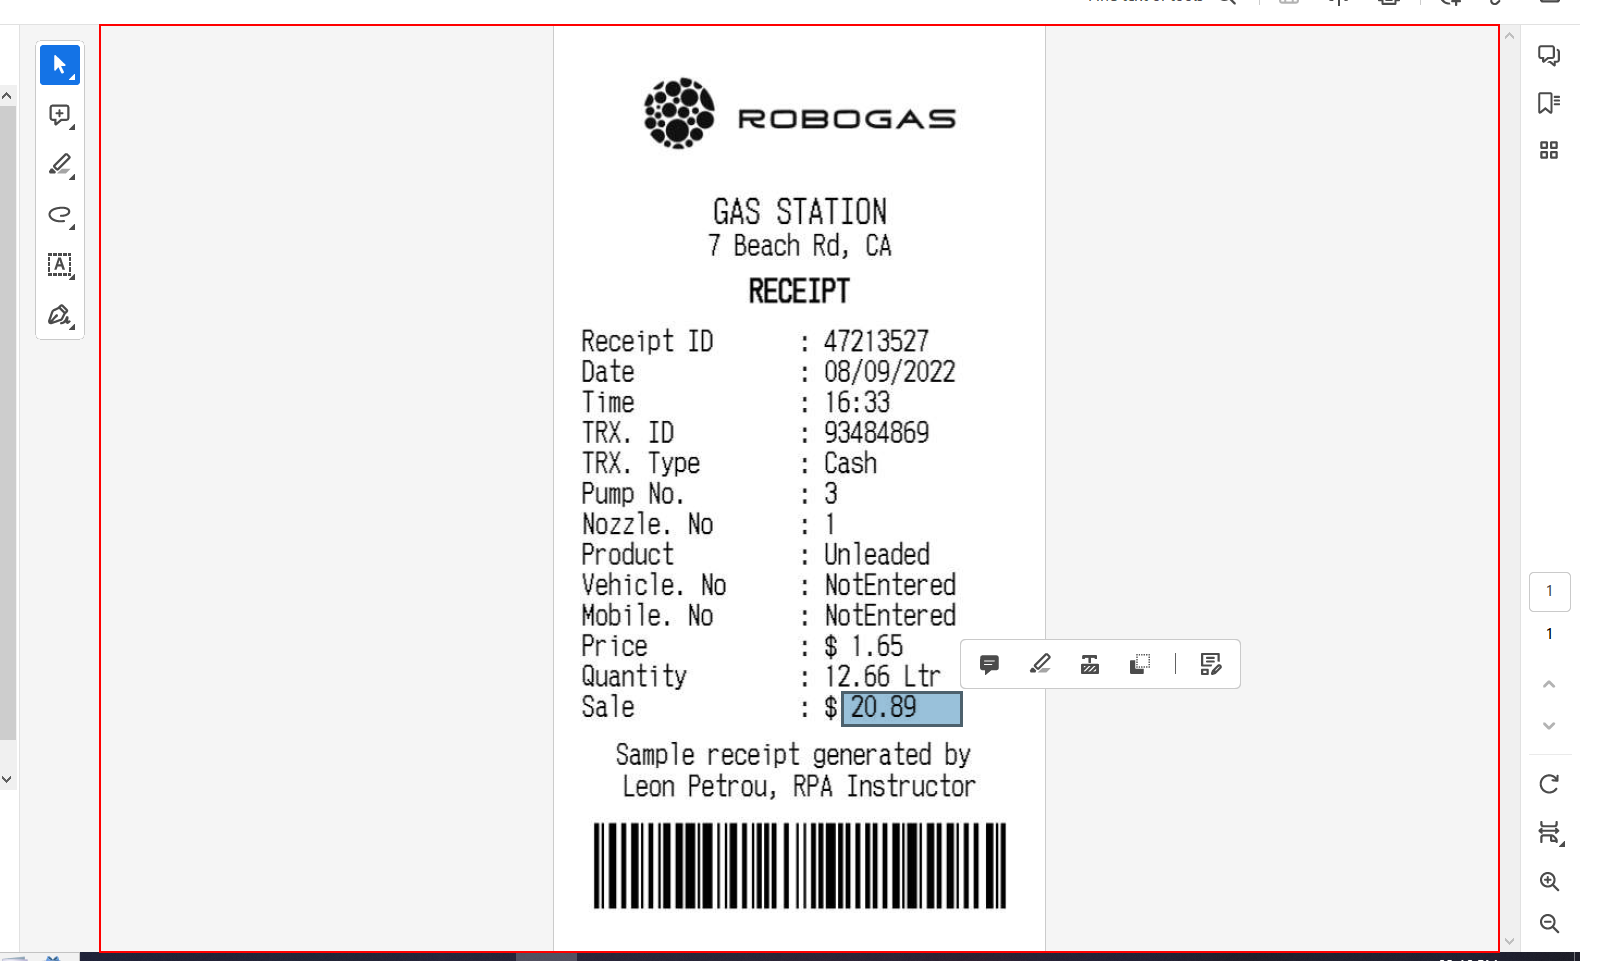 ROBOGAS
GAS STATION
7 Beach Rd, CA
RECEIPT
Receipt ID : 47213527
Date : 08/09/2022
Time : 16:33
TRX. ID : 93484869
TRX. Type : Cash
Pump No. : 3
Nozzle. No : 1
Product : Unleaded
Vehicle. No : NotEntered
Mobile. No : NotEntered
Price : $ 1.65
Quantity : 12.66 Ltr
Sale : $ 20.89
Sample receipt generated by
Leon Petrou, RPA Instructor
1
1